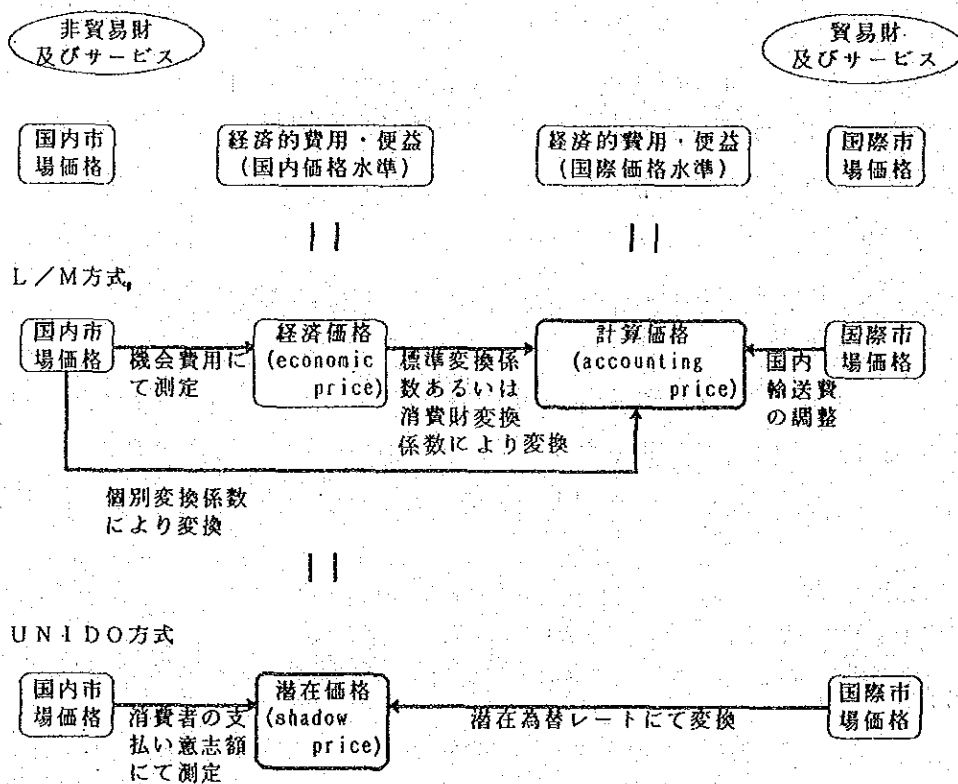 非貿易財
及びサービス
貿易財
及びサービス
国内市
場価格
経済的費用・便益
(国内価格水準)
経済的費用・便益
(国際価格水準)
国際市
場価格
L/M方式
国内市
場価格
機会費用に
て測定
経済価格
(economic
price)
標準変換係
数あるいは
消費財変換
係数により変換
計算価格
(accounting
price)
国内
輸送費
の調整
国際市
場価格
個別変換係数
により変換
UNIDO方式
国内市
場価格
消費者の支
払い意志額
にて測定
潜在価格
(shadow
price)
潜在為替レートにて変換
国際市
場価格